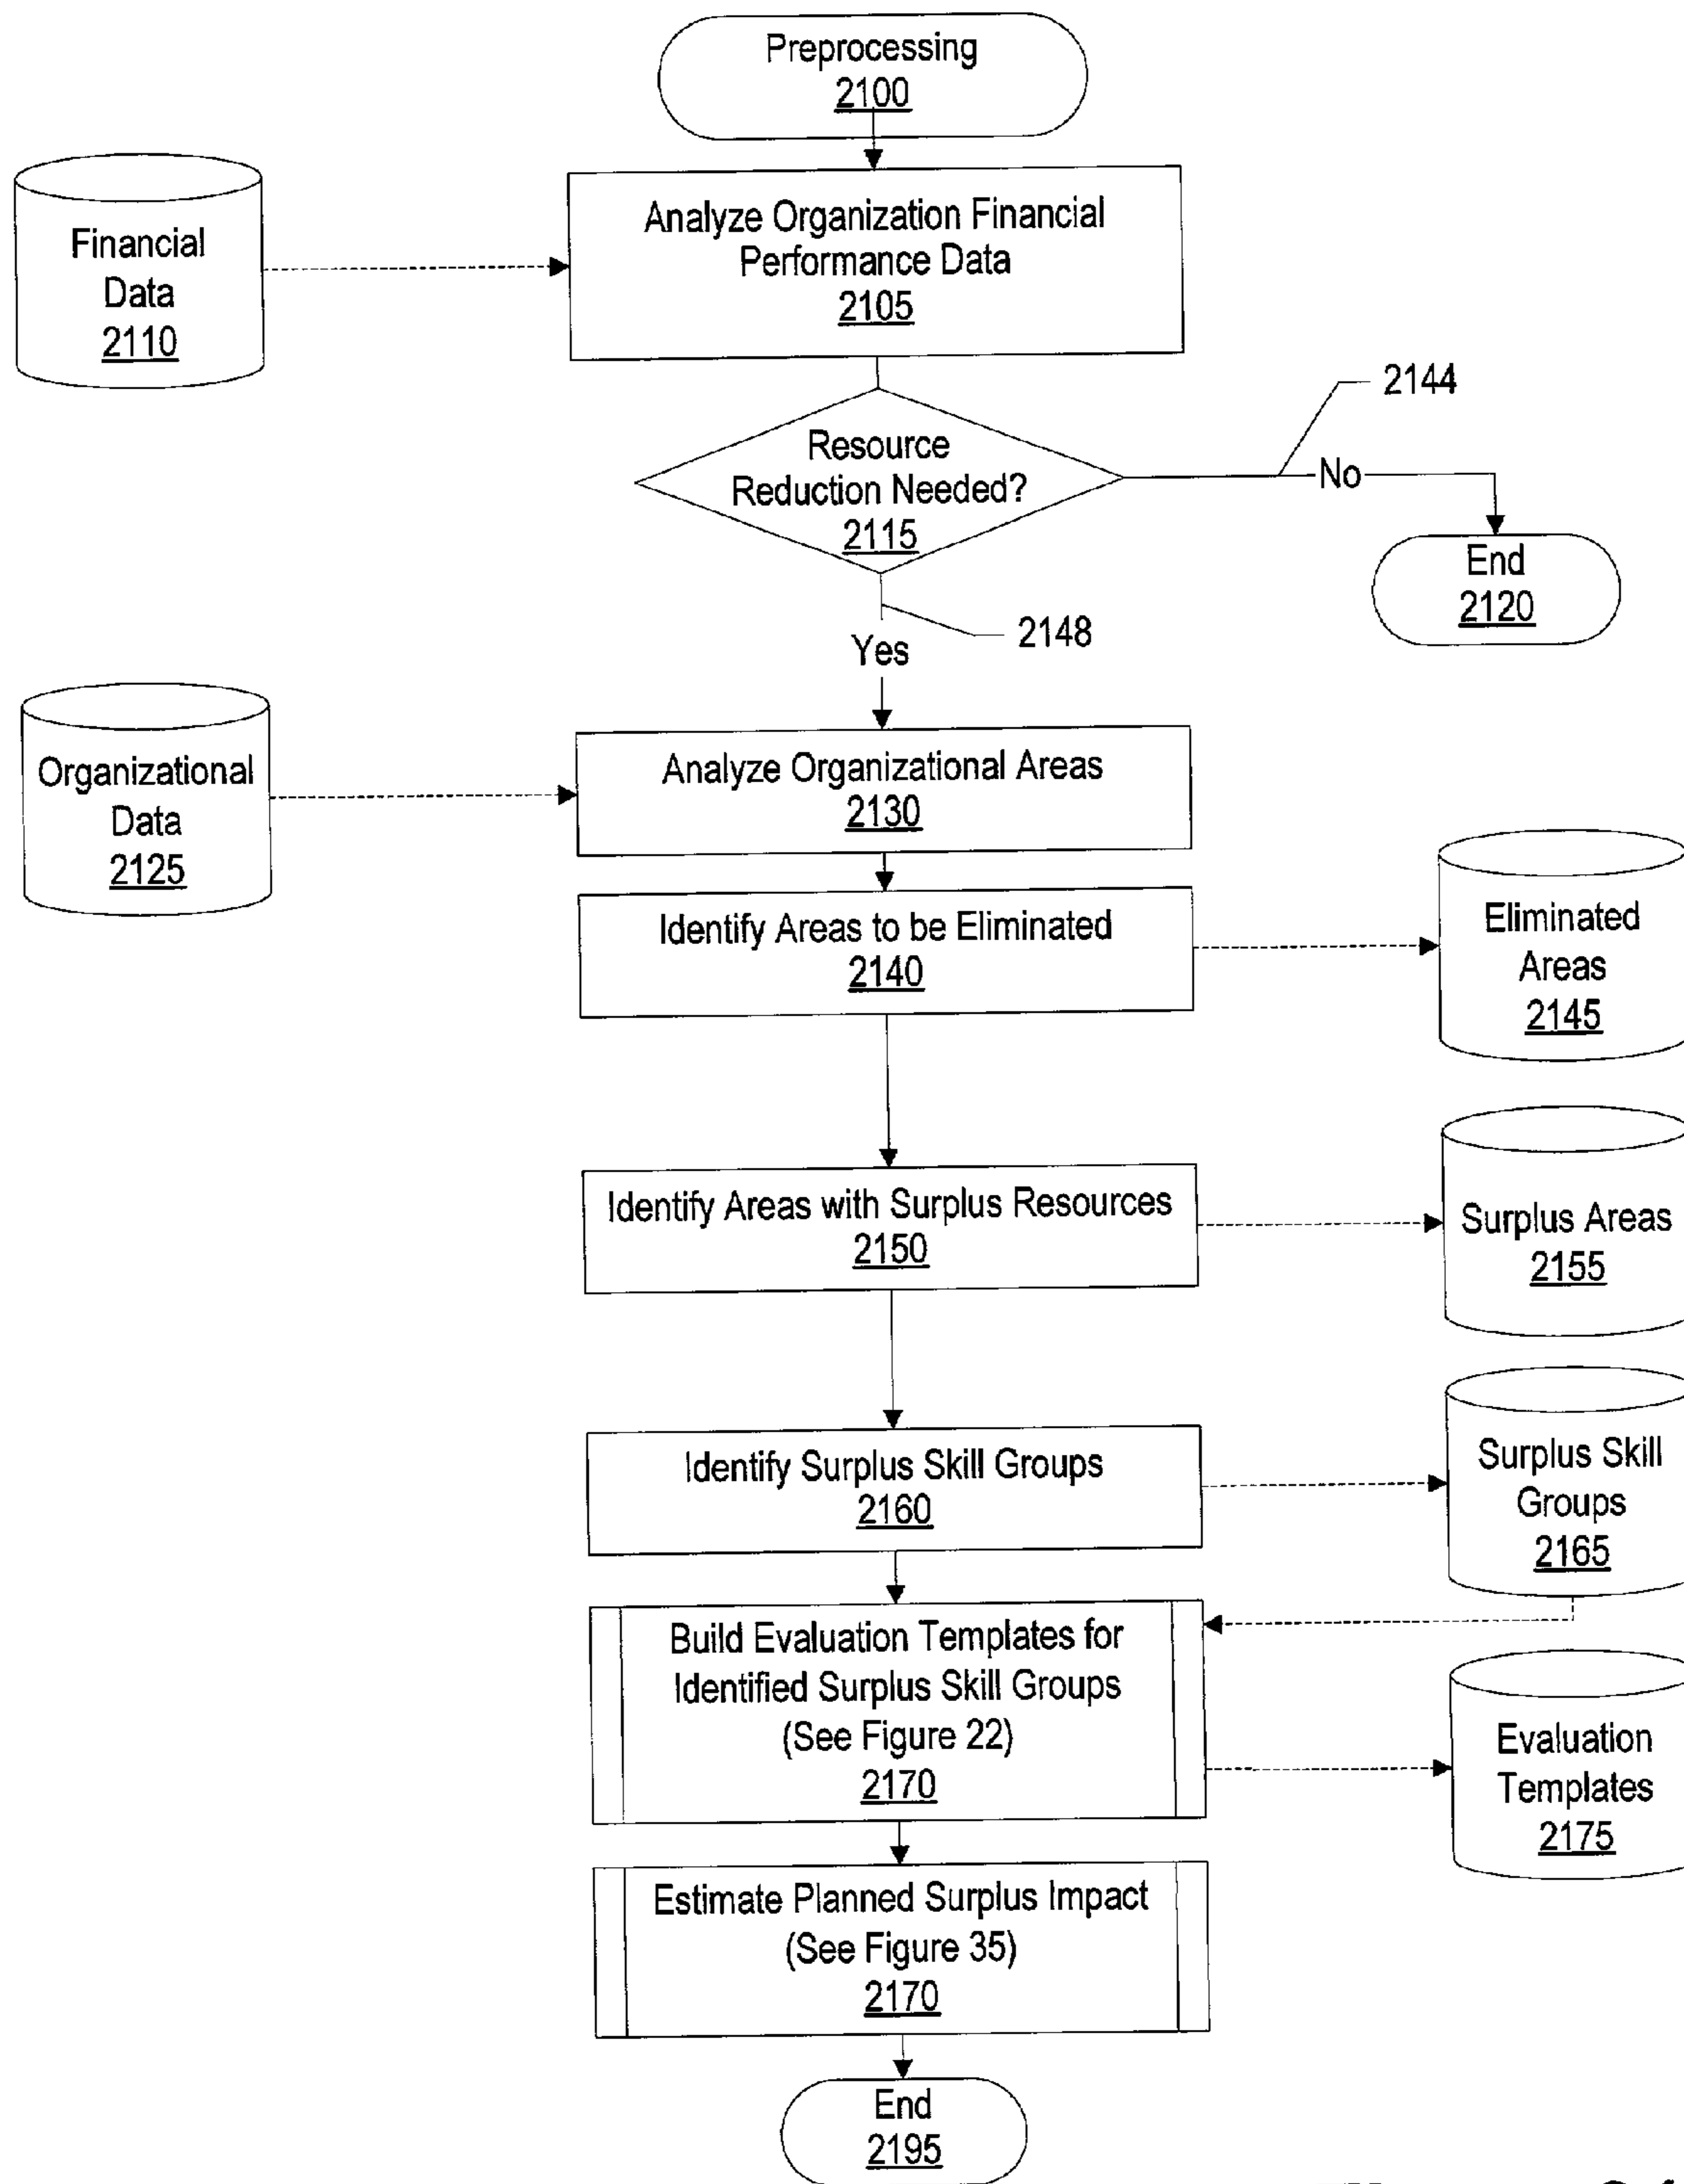 Preprocessing
2100
Financial
Data
2110
Analyze Organization Financial
Performance Data
2105
2144
Resource
Reduction Needed?
2115
No
End
2120
2148
Yes
Organizational
Data
2125
Analyze Organizational Areas
2130
Identify Areas to be Eliminated
2140
Eliminated
Areas
2145
Identify Areas with Surplus Resources
2150
Surplus Areas
2155
Identify Surplus Skill Groups
2160
Surplus Skill
Groups
2165
Build Evaluation Templates for
Identified Surplus Skill Groups
(See Figure 22)
2170
Evaluation
Templates
2175
Estimate Planned Surplus Impact
(See Figure 35)
2170
End
2195